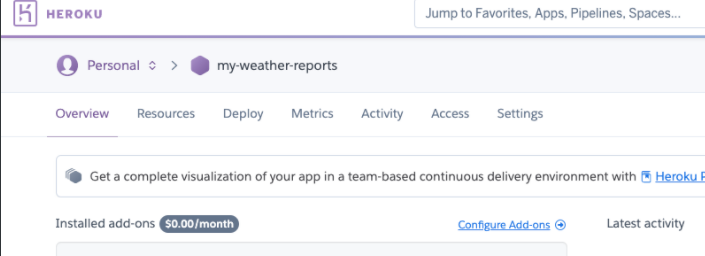 HEROKU
Jump to Favorites, Apps, Pipelines, Spaces...
Personal > my-weather-reports
Overview Resources Deploy Metrics Activity Access Settings
Get a complete visualization of your app in a team-based continuous delivery environment with Heroku
Installed add-ons $0.00/month Configure Add-ons Latest activity